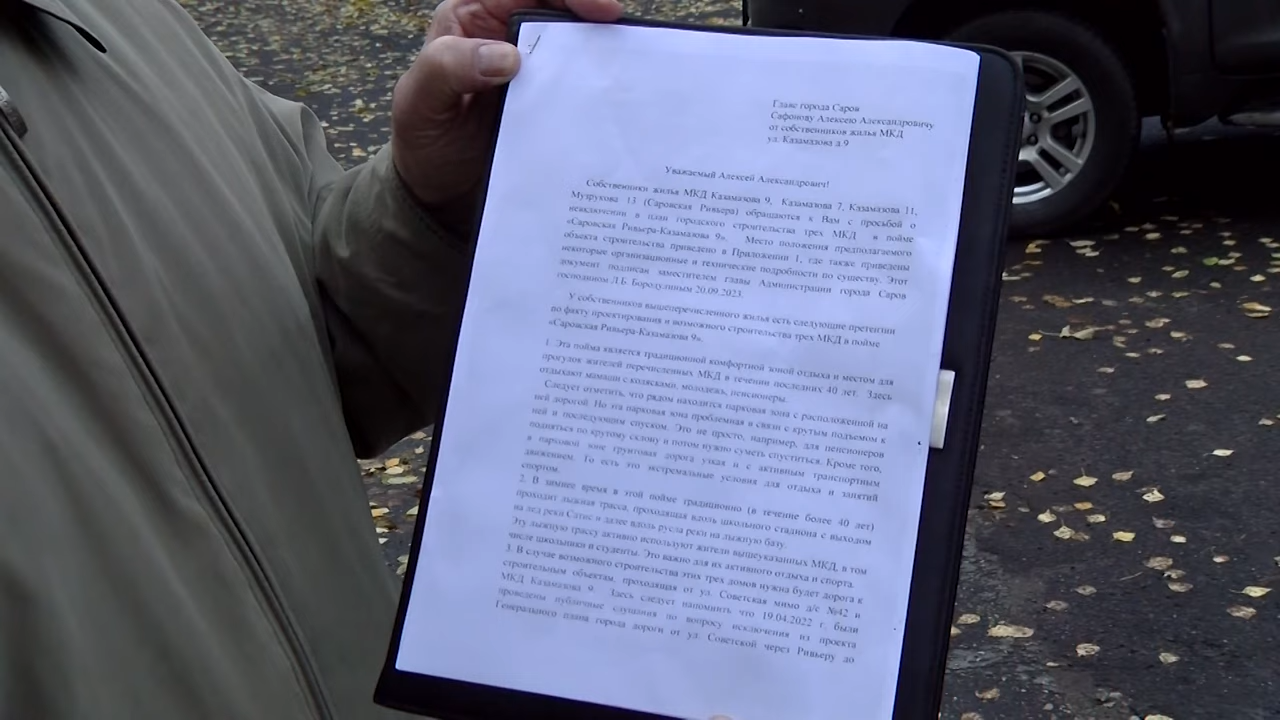 Главе города Саров
Сафонову Алексею Александровичу
от собственников жилья МКД
ул. Казамазова д.9
Уважаемый Алексей Александрович!
Собственники жилья МКД Казамазова 9, Казамазова 7, Казамазова 11,
Музрукова 13 (Саровская Ривьера) обращаются к Вам с просьбой о
невключении в план городского строительства трех МКД в пойме
«Саровская Ривьера-Казамазова 9». Место положения предполагаемого
объекта строительства приведено в Приложении 1, где также приведены
некоторые организационные и технические подробности по существу. Этот
документ подписан заместителем главы Администрации города Саров
господином Л.Б. Бородулиным 20.09.2023.
У собственников вышеперечисленного жилья есть следующие претензии
по факту проектирования и возможного строительства трех МКД в пойме
«Саровская Ривьера-Казамазова 9».
1. Эта пойма является традиционной комфортной зоной отдыха и местом для
прогулок жителей перечисленных МКД в течении последних 40 лет. Здесь
отдыхают мамаши с колясками, молодежь, пенсионеры.
Следует отметить, что рядом находится парковая зона с расположенной на
ней дорогой. Но эта парковая зона проблемная в связи с крутым подъемом к
ней и последующим спуском. Это не просто, например, для пенсионеров
подняться по крутому склону и потом нужно суметь спуститься. Кроме того,
в парковой зоне грунтовая дорога узкая и с активным транспортным
движением. То есть это экстремальные условия для отдыха и занятий
спортом.
2. В зимнее время в этой пойме традиционно (в течение более 40 лет)
проходит лыжная трасса, проходящая вдоль школьного стадиона с выходом
на лед реки Сатис и далее вдоль русла реки на лыжную базу.
Эту лыжную трассу активно используют жители вышеуказанных МКД, в том
числе школьники и студенты. Это важно для их активного отдыха и спорта.
3. В случае возможного строительства этих трех домов нужна будет дорога к
строительным объектам, проходящая от ул. Советская мимо д/с №42 и
МКД Казамазова 9. Здесь следует напомнить что 19.04.2022 г. были
проведены публичные слушания по вопросу исключения из проекта
Генерального плана города дороги от ул. Советской через Ривьеру до